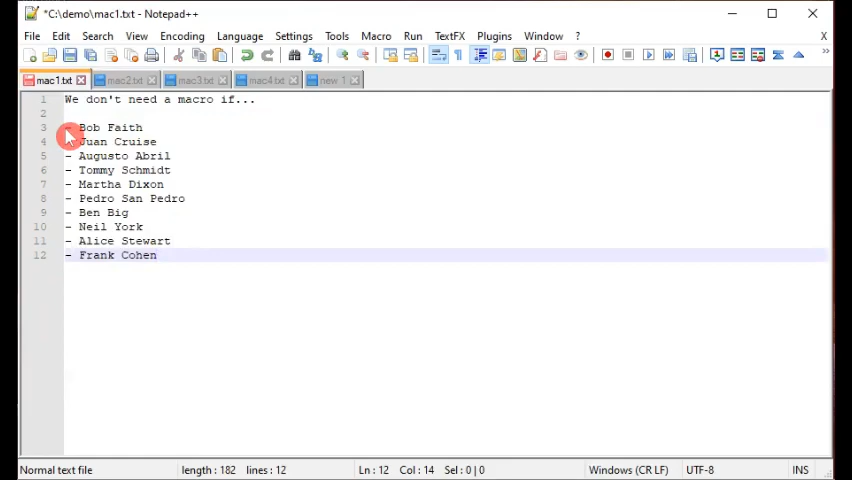 *C:\demo\mac1.txt - Notepad++
File Edit Search View Encoding Language Settings Tools Macro Run TextFX Plugins Window ? X
mac1.txt mac2.txt mac3.txt mac4.txt new 1
1 We don't need a macro if...
2
3 - Bob Faith
4 - Juan Cruise
5 - Augusto Abril
6 - Tommy Schmidt
7 - Martha Dixon
8 - Pedro San Pedro
9 - Ben Big
10 - Neil York
11 - Alice Stewart
12 - Frank Cohen
Normal text file length : 182 lines : 12 Ln : 12 Col : 14 Sel : 0 | 0 Windows (CR LF) UTF-8 INS